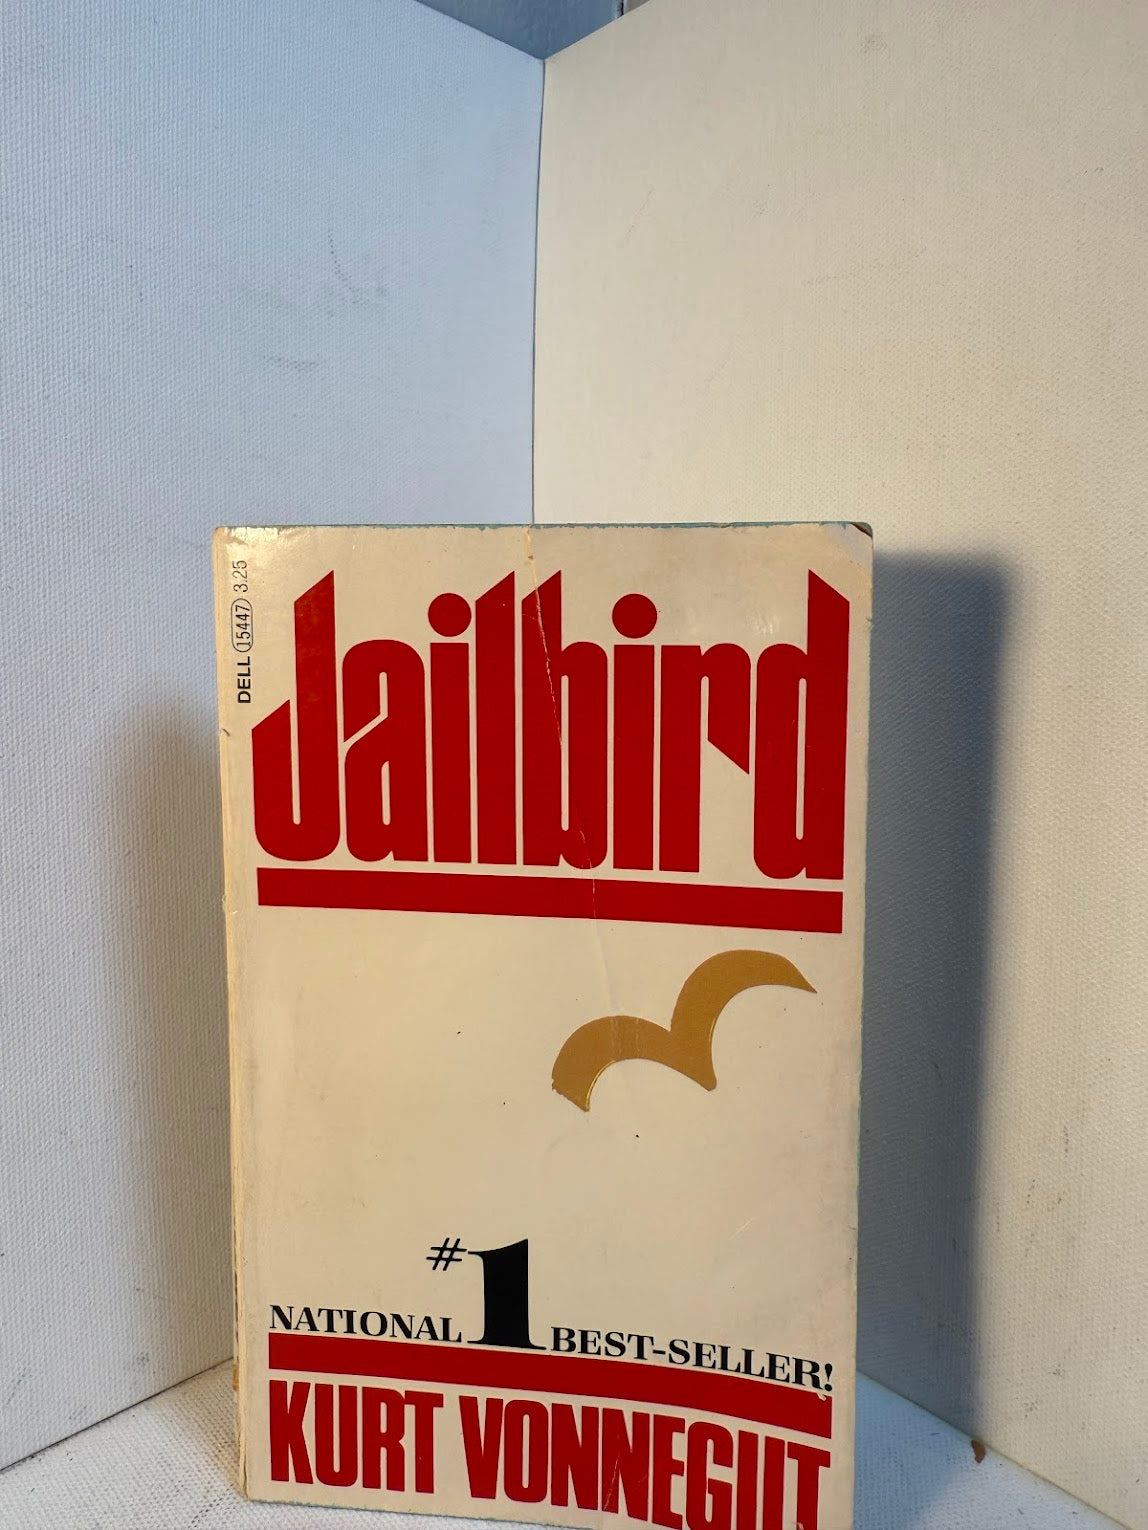 DELL 15447 3.25
Jailbird
#1
NATIONAL BEST-SELLER!
KURT VONNEGUT